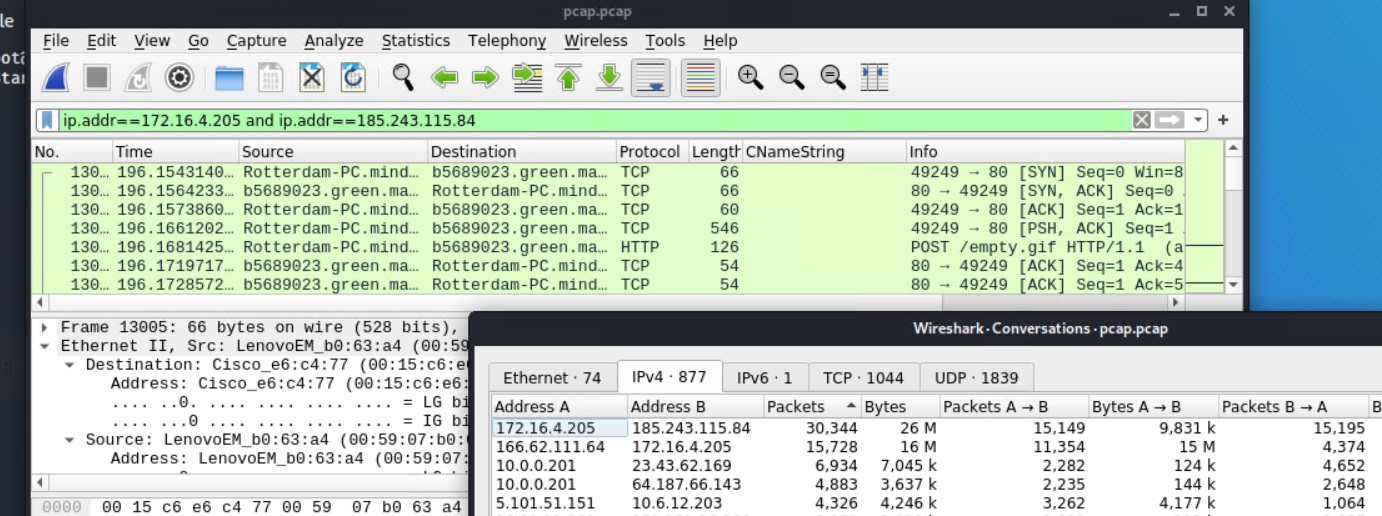 le
pcap.pcap
File Edit View Go Capture Analyze Statistics Telephony Wireless Tools Help
ip.addr==172.16.4.205 and ip.addr==185.243.115.84
No. Time Source Destination Protocol Length CNameString Info
130… 196.1543140… Rotterdam-PC.mind… b5689023.green.ma… TCP 66 49249 → 80 [SYN] Seq=0 Win=8
130… 196.1564233… b5689023.green.ma… Rotterdam-PC.mind… TCP 66 80 → 49249 [SYN, ACK] Seq=0
130… 196.1573860… Rotterdam-PC.mind… b5689023.green.ma… TCP 60 49249 → 80 [ACK] Seq=1 Ack=1
130… 196.1661202… Rotterdam-PC.mind… b5689023.green.ma… TCP 546 49249 → 80 [PSH, ACK] Seq=1
130… 196.1681425… Rotterdam-PC.mind… b5689023.green.ma… HTTP 126 POST /empty.gif HTTP/1.1 (a
130… 196.1719717… b5689023.green.ma… Rotterdam-PC.mind… TCP 54 80 → 49249 [ACK] Seq=1 Ack=4
130… 196.1728572… b5689023.green.ma… Rotterdam-PC.mind… TCP 54 80 → 49249 [ACK] Seq=1 Ack=5
Frame 13005: 66 bytes on wire (528 bits),
Ethernet II, Src: LenovoEM_b0:63:a4 (00:59
Destination: Cisco_e6:c4:77 (00:15:c6:e6
Address: Cisco_e6:c4:77 (00:15:c6:e6:
.... ..0. .... .... .... .... = LG bi
.... ...0 .... .... .... .... = IG bi
Source: LenovoEM_b0:63:a4 (00:59:07:b0:
Address: LenovoEM_b0:63:a4 (00:59:07:
0000 00 15 c6 e6 c4 77 00 59 07 b0 63 a4
Wireshark · Conversations · pcap.pcap
Ethernet · 74 IPv4 · 877 IPv6 · 1 TCP · 1044 UDP · 1839
Address A Address B Packets Bytes Packets A → B Bytes A → B Packets B → A B
172.16.4.205 185.243.115.84 30,344 26 M 15,149 9,831 k 15,195
166.62.111.64 172.16.4.205 15,728 16 M 11,354 15 M 4,374
10.0.0.201 23.43.62.169 6,934 7,045 k 2,282 124 k 4,652
10.0.0.201 64.187.66.143 4,883 3,637 k 2,235 144 k 2,648
5.101.51.151 10.6.12.203 4,326 4,246 k 3,262 4,177 k 1,064